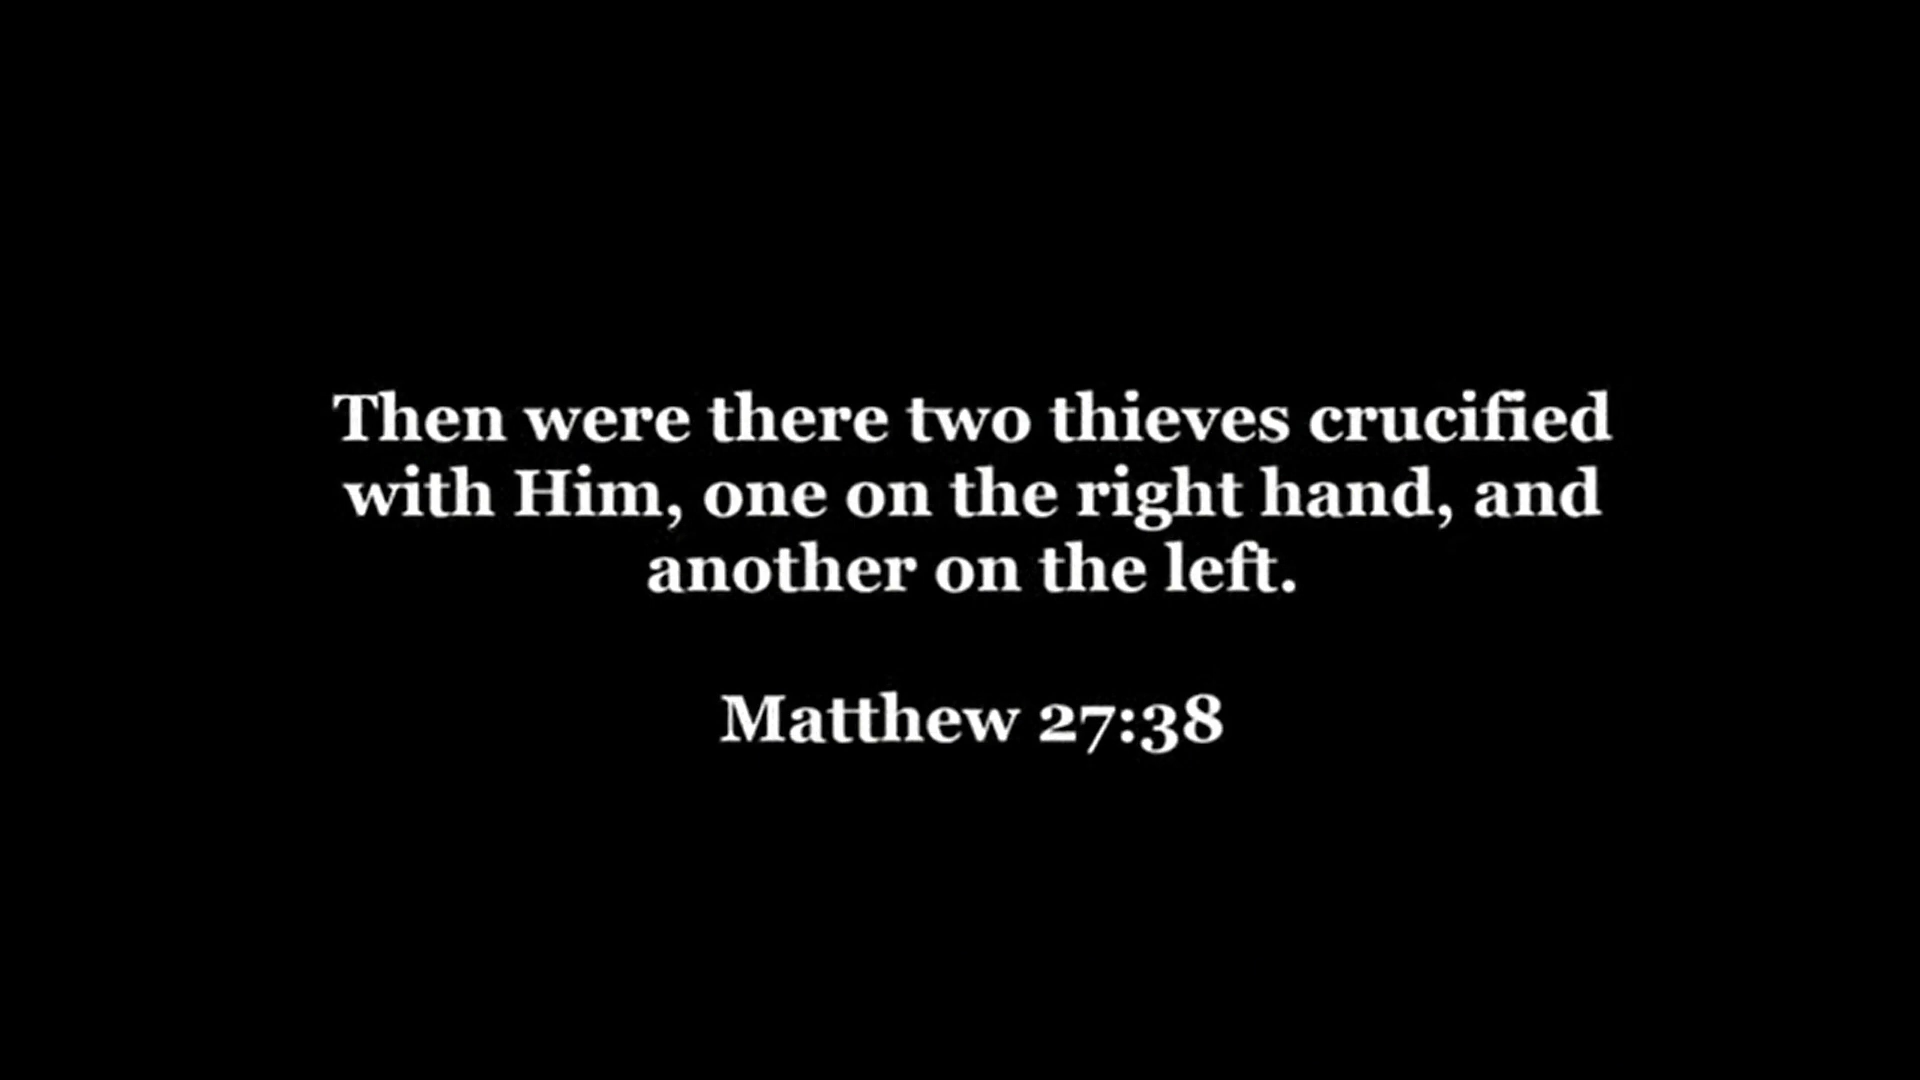 Then were there two thieves crucified
with Him, one on the right hand, and
another on the left.
Matthew 27:38